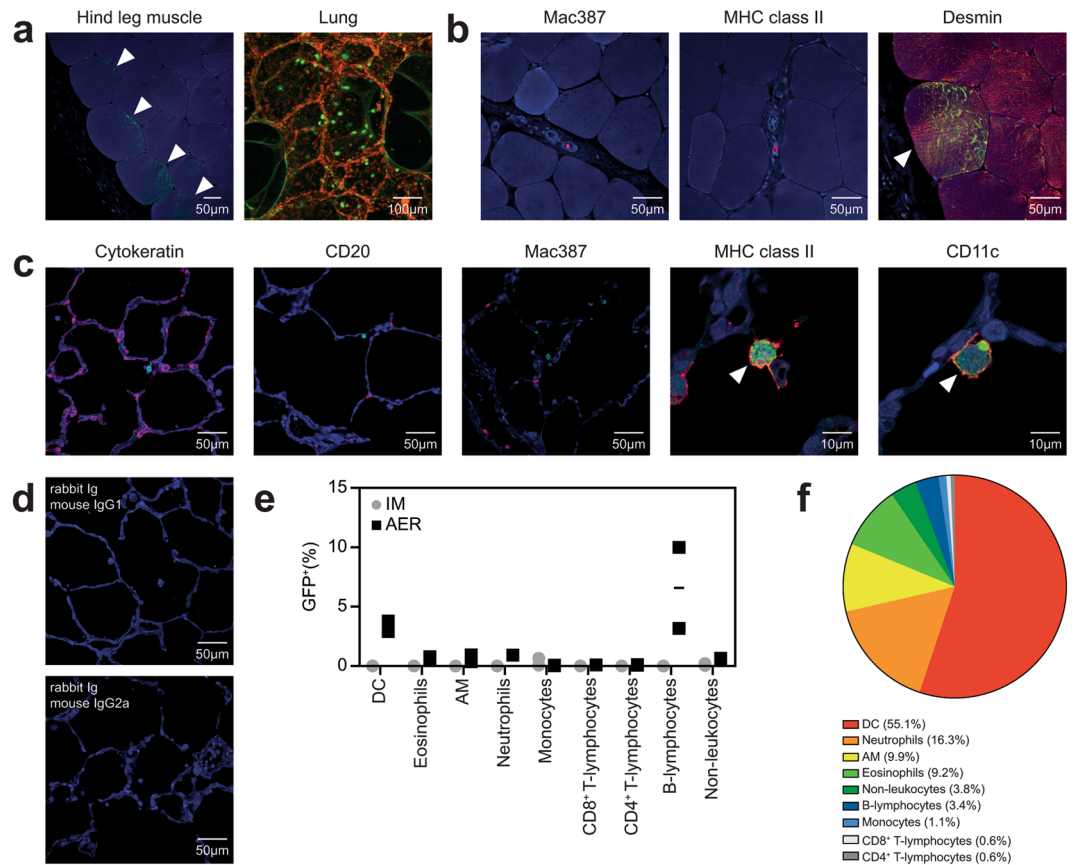 a
Hind leg muscle
Lung
50µm
100µm
b
Mac387
MHC class II
Desmin
50µm
50µm
50µm
c
Cytokeratin
CD20
Mac387
MHC class II
CD11c
50µm
50µm
50µm
10µm
10µm
d
rabbit Ig
mouse IgG1
50µm
rabbit Ig
mouse IgG2a
50µm
e
GFP⁺(%)
15
10
5
0
IM
AER
DC
Eosinophils
AM
Neutrophils
Monocytes
CD8⁺ T-lymphocytes
CD4⁺ T-lymphocytes
B-lymphocytes
Non-leukocytes
f
DC (55.1%)
Neutrophils (16.3%)
AM (9.9%)
Eosinophils (9.2%)
Non-leukocytes (3.8%)
B-lymphocytes (3.4%)
Monocytes (1.1%)
CD8⁺ T-lymphocytes (0.6%)
CD4⁺ T-lymphocytes (0.6%)